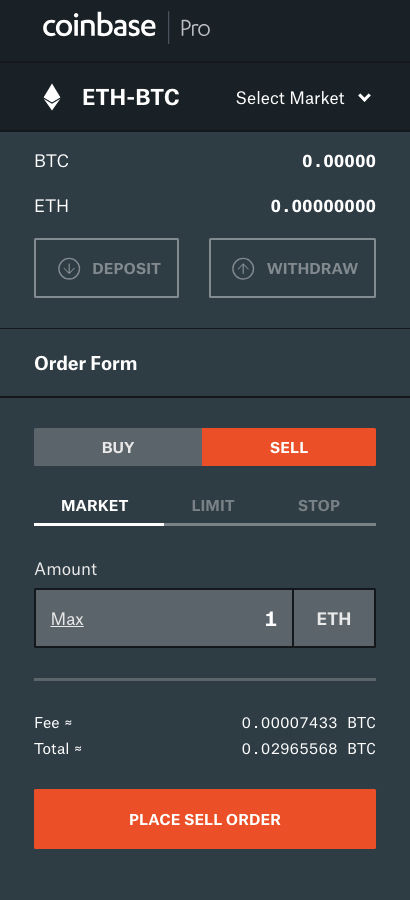 coinbase Pro
ETH-BTC Select Market
BTC 0.00000
ETH 0.00000000
DEPOSIT WITHDRAW
Order Form
BUY SELL
MARKET LIMIT STOP
Amount
Max 1 ETH
Fee ≈ 0.00007433 BTC
Total ≈ 0.02965568 BTC
PLACE SELL ORDER